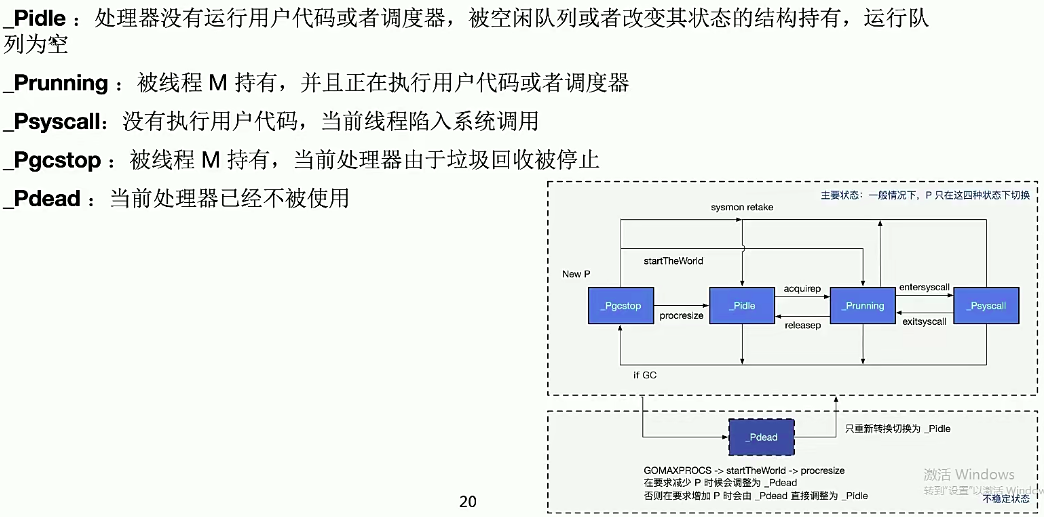 _Pidle ：处理器没有运行用户代码或者调度器，被空闲队列或者改变其状态的结构持有，运行队
列为空
_Prunning ：被线程 M 持有，并且正在执行用户代码或者调度器
_Psyscall：没有执行用户代码，当前线程陷入系统调用
_Pgcstop ：被线程 M 持有，当前处理器由于垃圾回收被停止
_Pdead ：当前处理器已经不被使用
主要状态：一般情况下，P 只在这四种状态下切换
sysmon retake
startTheWorld
New P
_Pgcstop
procresize
_Pidle
acquirep
releasep
_Prunning
entersyscall
exitsyscall
_Psyscall
if GC
_Pdead
只重新转换切换为 _Pidle
GOMAXPROCS -> startTheWorld -> procresize
在要求减少 P 时候会调整为 _Pdead
否则在要求增加 P 时会由 _Pdead 直接调整为 _Pidle
激活 Windows
转到"设置"以激活 Windows
不稳定状态
20